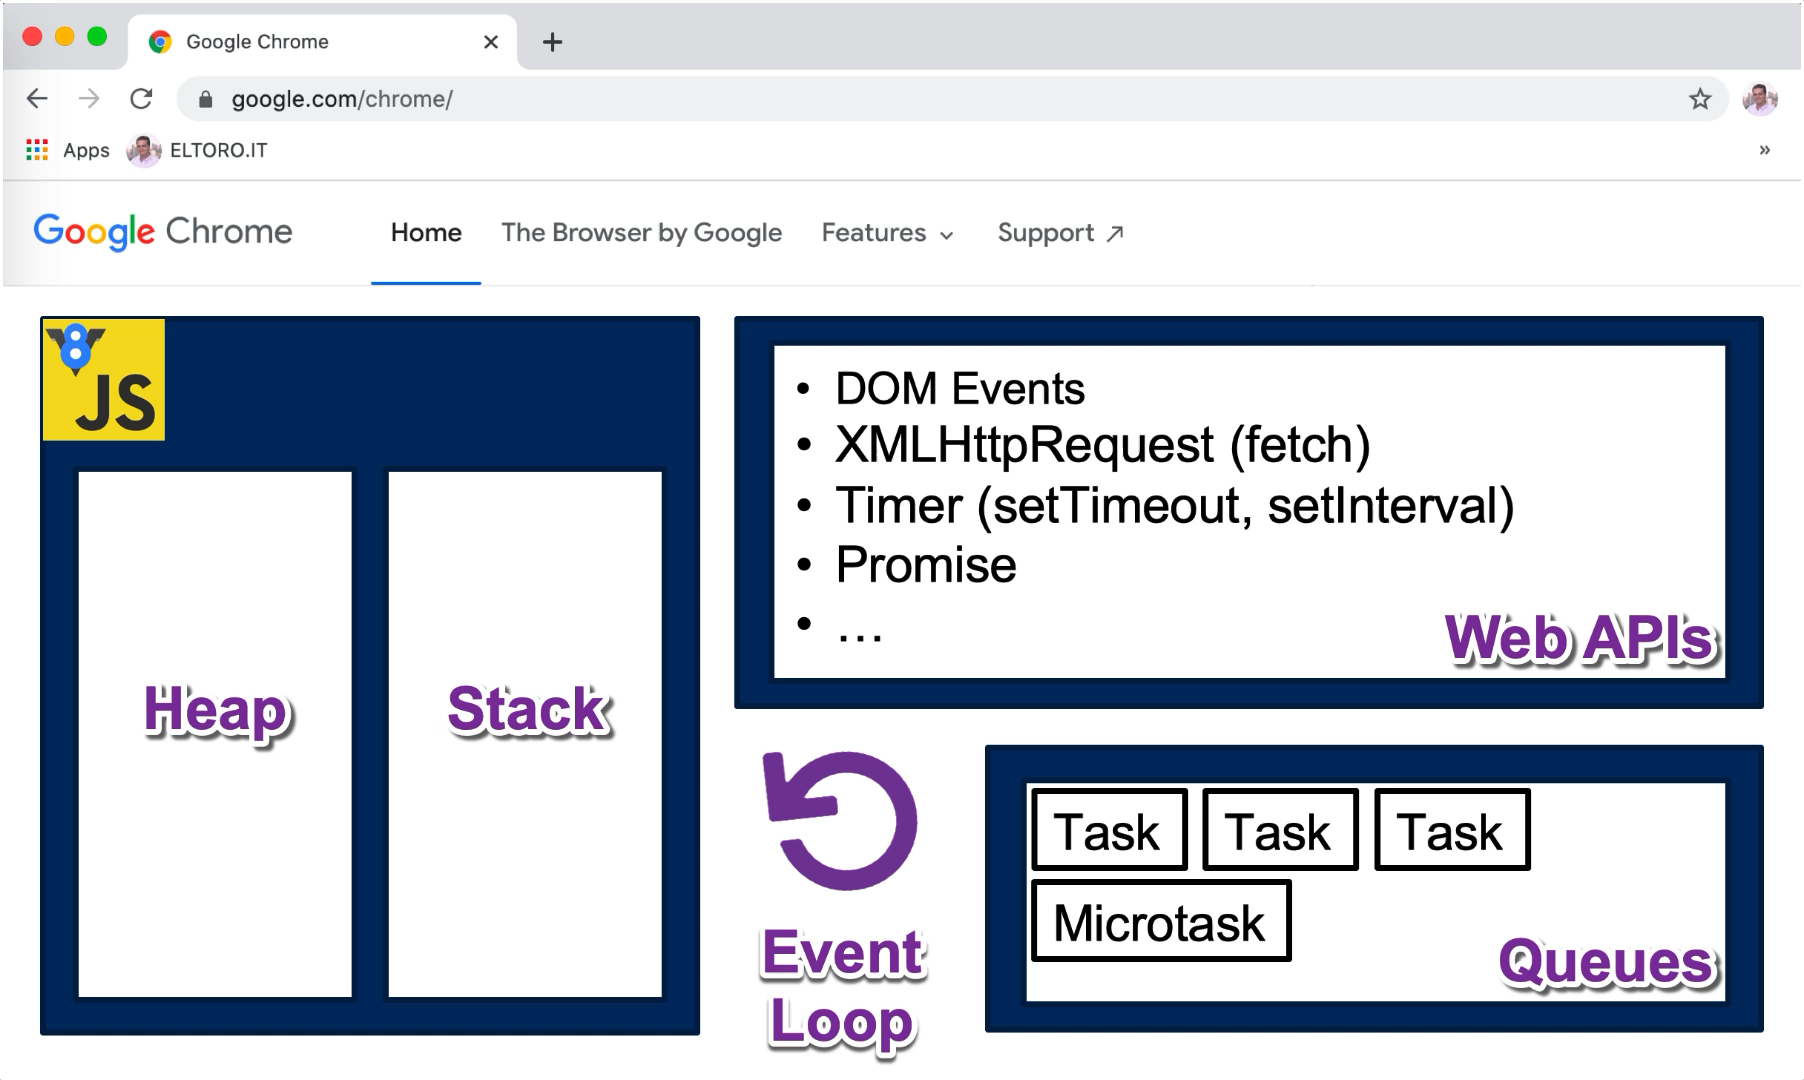 Google Chrome
google.com/chrome/
Apps ELTORO.IT »
Google Chrome Home The Browser by Google Features Support
V8
JS
Heap
Stack
• DOM Events
• XMLHttpRequest (fetch)
• Timer (setTimeout, setInterval)
• Promise
• ...
Web APIs
Event
Loop
Task Task Task
Microtask
Queues